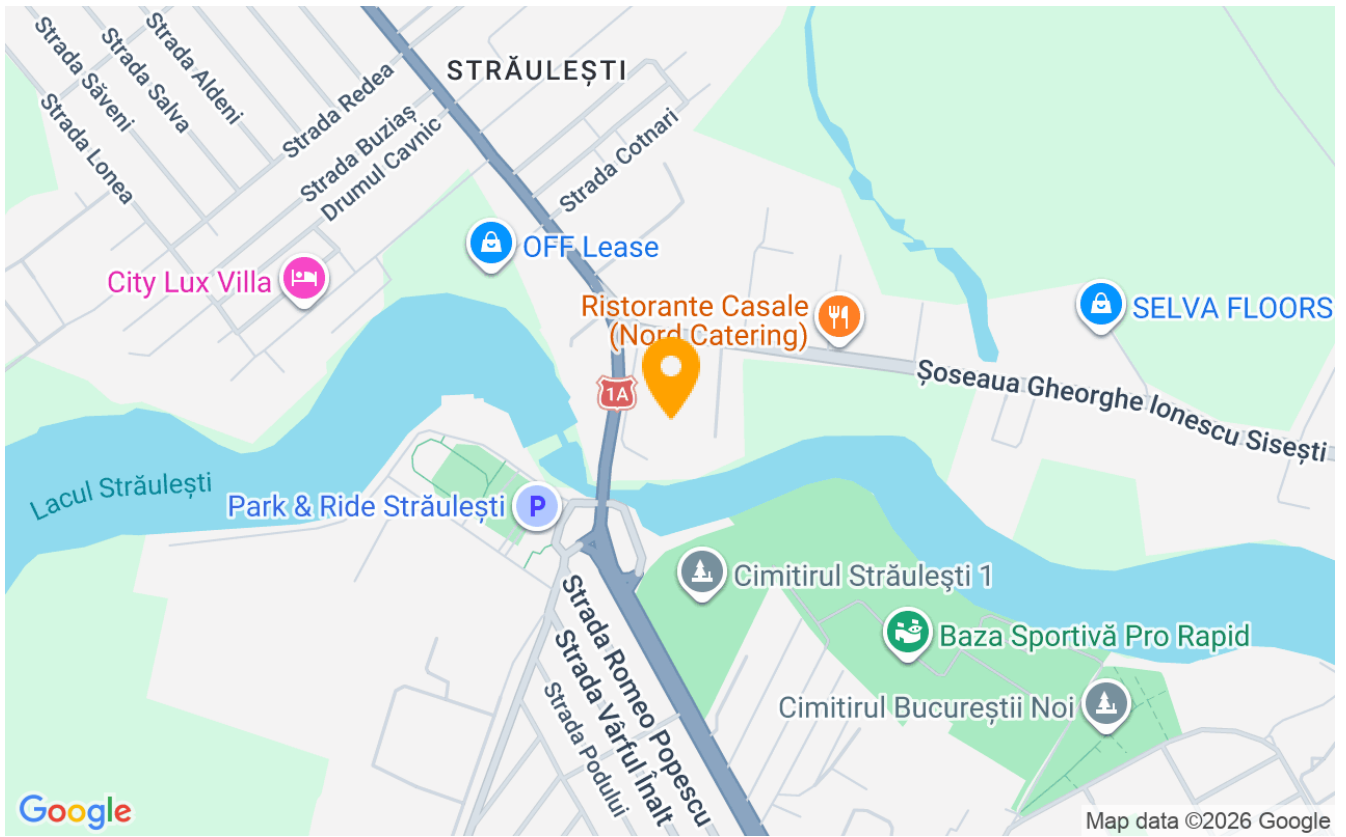 STRĂULEȘTI
Strada Aldeni
Strada Salva
Strada Săveni
Strada Lonea
Strada Redea
Strada Buziaș
Drumul Cavnic
Strada Cotnari
OFF Lease
City Lux Villa
Ristorante Casale
(Nord Catering)
SELVA FLOORS
1A
Șoseaua Gheorghe Ionescu Sisești
Lacul Străulești
Park & Ride Străulești
P
Cimitirul Străuleşti 1
Baza Sportivă Pro Rapid
Cimitirul Bucureștii Noi
Strada Romeo Popescu
Strada Vârful Înalt
Strada Podului
Google
Map data ©2026 Google